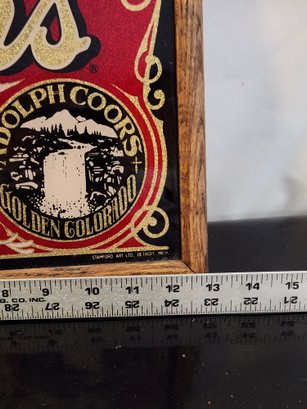 s®
ADOLPH COORS
GOLDEN COLORADO
STAMFORD ART LTD., DETROIT, MICH
8 9 10 11 12 13 14 15
G. CO. INC.
28 27 26 25 24 23 22 21